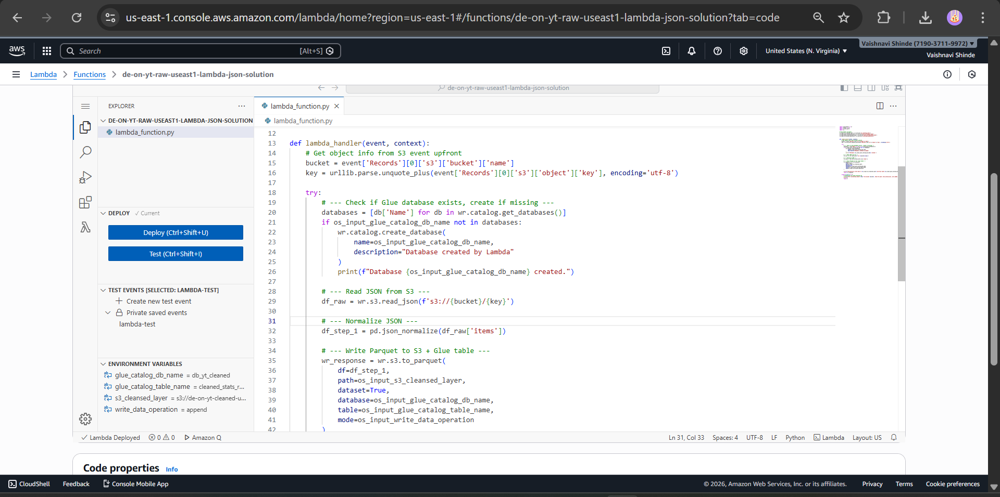 us-east-1.console.aws.amazon.com/lambda/home?region=us-east-1#/functions/de-on-yt-raw-useast1-lambda-json-solution?tab=code
aws
Search
[Alt+S]
United States (N. Virginia)
Vaishnavi Shinde (7190-3711-9972)
Vaishnavi Shinde
Lambda
Functions
de-on-yt-raw-useast1-lambda-json-solution
de-on-yt-raw-useast1-lambda-json-solution
EXPLORER
DE-ON-YT-RAW-USEAST1-LAMBDA-JSON-SOLUTION
lambda_function.py
DEPLOY Current
Deploy (Ctrl+Shift+U)
Test (Ctrl+Shift+I)
TEST EVENTS [SELECTED: LAMBDA-TEST]
Create new test event
Private saved events
lambda-test
ENVIRONMENT VARIABLES
glue_catalog_db_name = db_yt_cleaned
glue_catalog_table_name = cleaned_stats_r...
s3_cleansed_layer = s3://de-on-yt-cleaned-u...
write_data_operation = append
lambda_function.py
lambda_function.py
12
13 def lambda_handler(event, context):
14     # Get object info from S3 event upfront
15     bucket = event['Records'][0]['s3']['bucket']['name']
16     key = urllib.parse.unquote_plus(event['Records'][0]['s3']['object']['key'], encoding='utf-8')
17
18     try:
19         # --- Check if Glue database exists, create if missing ---
20         databases = [db['Name'] for db in wr.catalog.get_databases()]
21         if os_input_glue_catalog_db_name not in databases:
22             wr.catalog.create_database(
23                 name=os_input_glue_catalog_db_name,
24                 description="Database created by Lambda"
25             )
26             print(f"Database {os_input_glue_catalog_db_name} created.")
27
28         # --- Read JSON from S3 ---
29         df_raw = wr.s3.read_json(f's3://{bucket}/{key}')
30
31         # --- Normalize JSON ---
32         df_step_1 = pd.json_normalize(df_raw['items'])
33
34         # --- Write Parquet to S3 + Glue table ---
35         wr_response = wr.s3.to_parquet(
36             df=df_step_1,
37             path=os_input_s3_cleansed_layer,
38             dataset=True,
39             database=os_input_glue_catalog_db_name,
40             table=os_input_glue_catalog_table_name,
41             mode=os_input_write_data_operation
42         )
Lambda Deployed
0 0
Amazon Q
Ln 31, Col 33
Spaces: 4
UTF-8
LF
Python
Lambda
Layout: US
Code properties Info
CloudShell
Feedback
Console Mobile App
© 2026, Amazon Web Services, Inc. or its affiliates.
Privacy
Terms
Cookie preferences